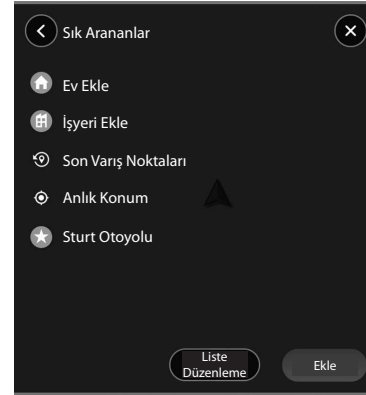 Sık Arananlar
Ev Ekle
İşyeri Ekle
Son Varış Noktaları
Anlık Konum
Sturt Otoyolu
Liste
Düzenleme
Ekle